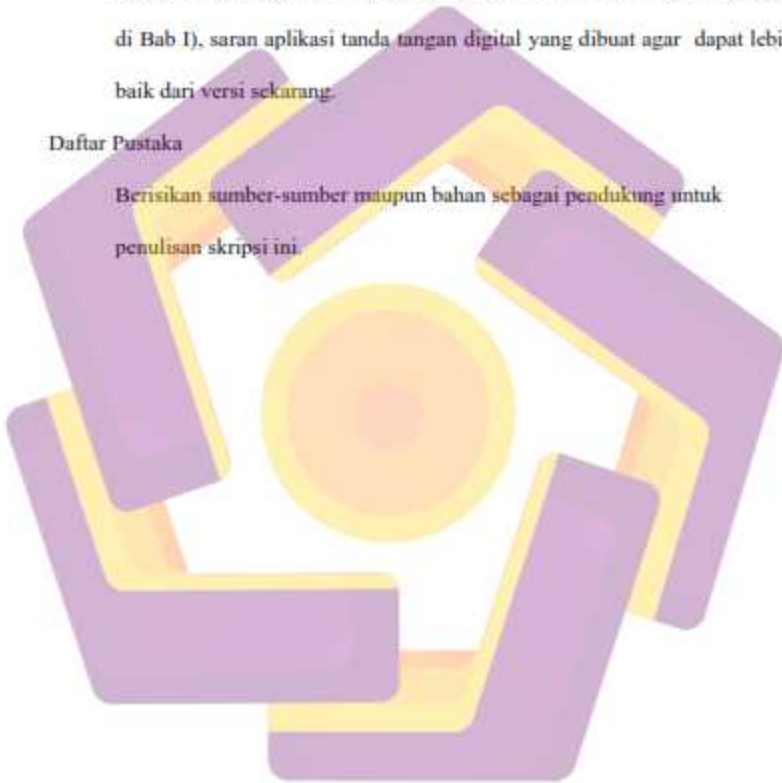 di Bab I), saran aplikasi tanda tangan digital yang dibuat agar dapat lebi
baik dari versi sekarang.
Daftar Pustaka
Berisikan sumber-sumber maupun bahan sebagai pendukung untuk
penulisan skripsi ini.